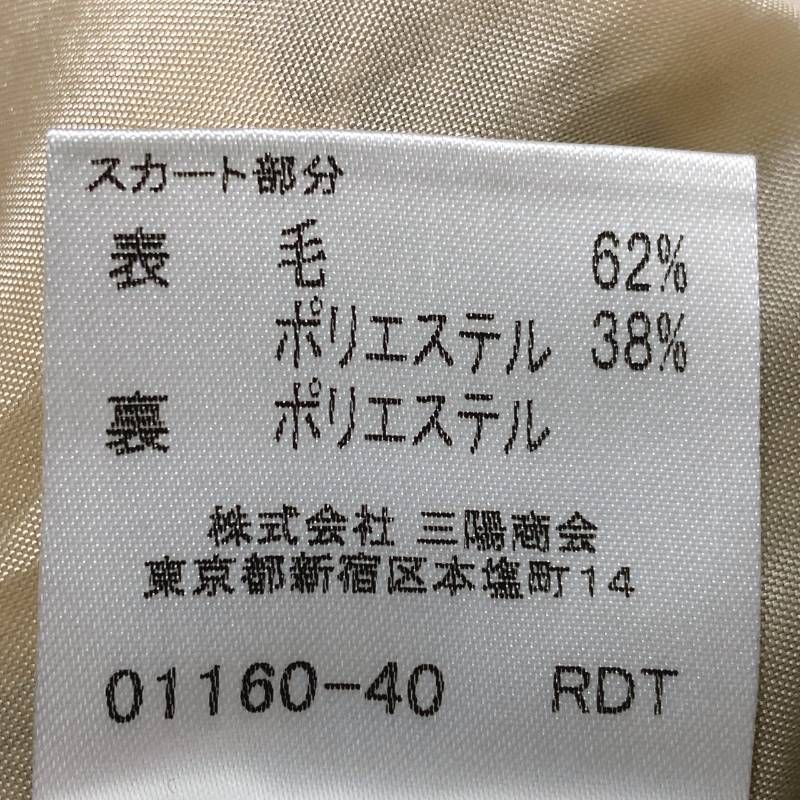 スカート部分
表 毛 62%
ポリエステル 38%
裏 ポリエステル
株式会社 三陽商会
東京都新宿区本塩町14
01160-40 RDT